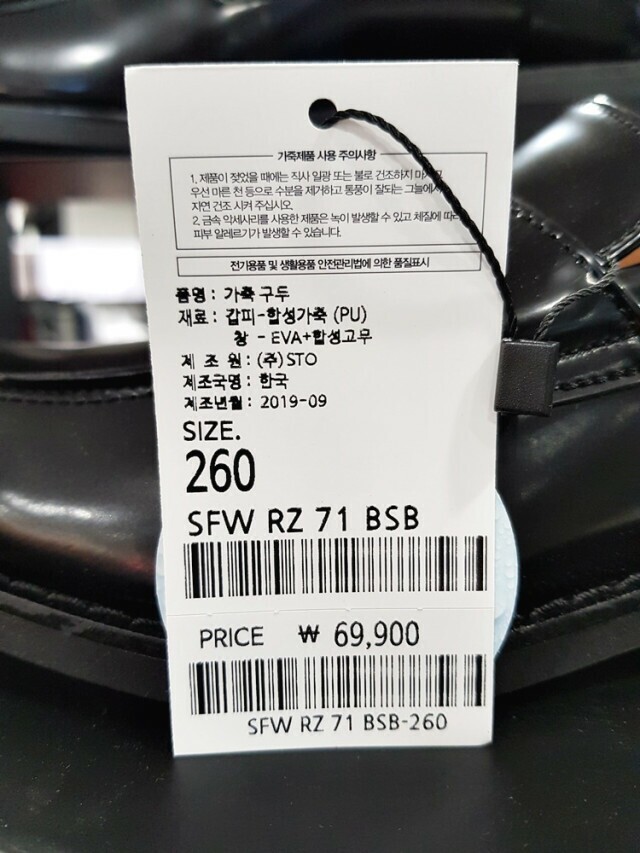 가죽제품 사용 주의사항
1. 제품이 젖었을 때에는 직사 일광 또는 불로 건조하지 마시고
우선 마른 천 등으로 수분을 제거하고 통풍이 잘되는 그늘에서
자연 건조 시켜 주십시오.
2. 금속 악세사리를 사용한 제품은 녹이 발생할 수 있고 체질에 따라
피부 알레르기가 발생할 수 있습니다.
전기용품 및 생활용품 안전관리법에 의한 품질표시
품명 : 가죽 구두
재료 : 갑피-합성가죽 (PU)
창 - EVA+합성고무
제 조 원 : (주) STO
제조국명 : 한국
제조년월 : 2019-09
SIZE.
260
SFW RZ 71 BSB
PRICE ₩ 69,900
SFW RZ 71 BSB-260